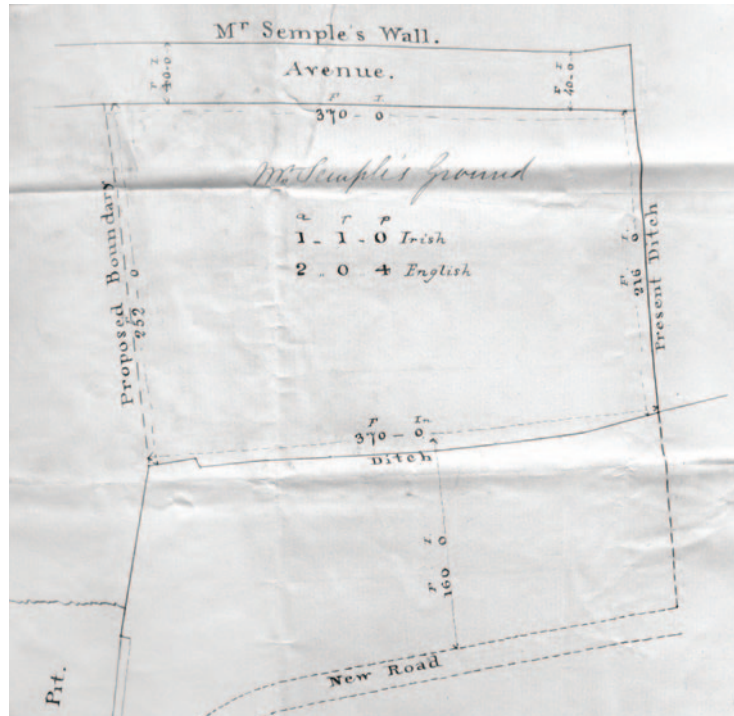 Mr Semple's Wall.
Avenue.
F I
40-0
F I
40-0
F I
370-0
Mr Semple's Ground
a r p
1-1-0 Irish
2-0-4 English
Proposed Boundary
F
252 0
F I
216 0
Present Ditch
F In
370-0
Ditch
F I
160 0
New Road
Pit.